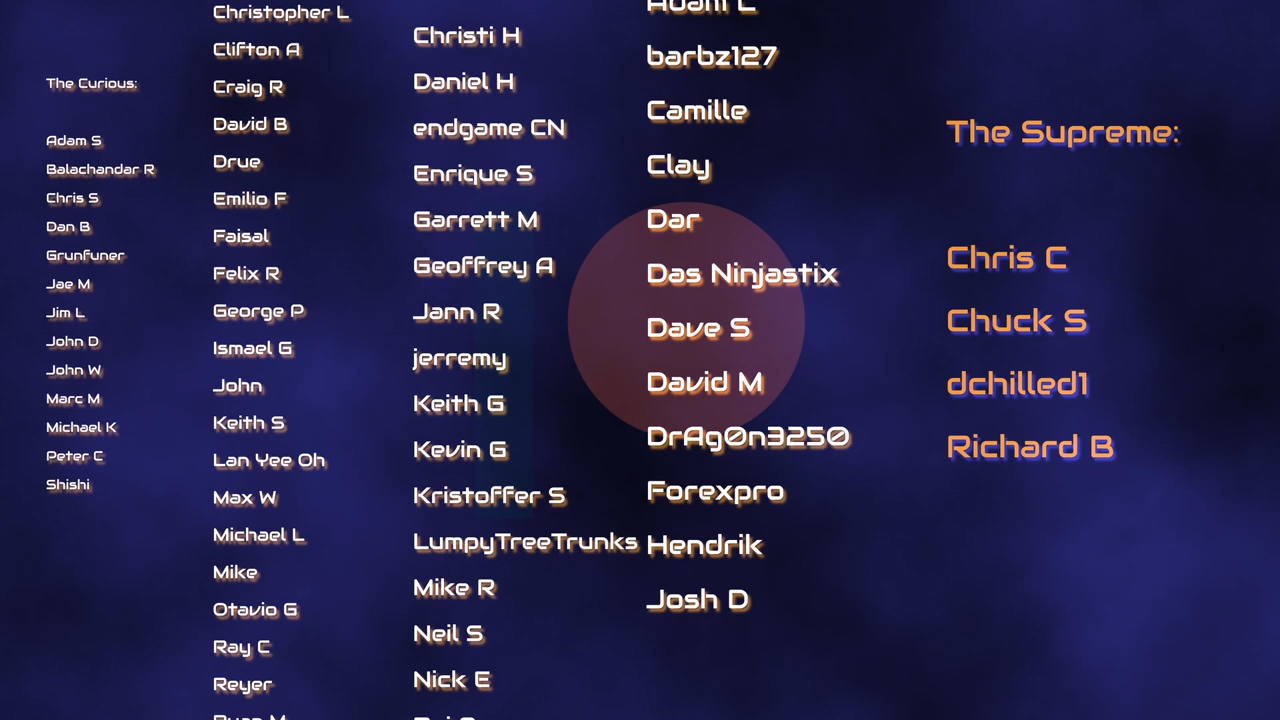 The Curious:
Adam S
Balachandar R
Chris S
Dan B
Grunfuner
Jae M
Jim L
John D
John W
Marc M
Michael K
Peter C
Shishi
Christopher L
Clifton A
Craig R
David B
Drue
Emilio F
Faisal
Felix R
George P
Ismael G
John
Keith S
Lan Yee Oh
Max W
Michael L
Mike
Otavio G
Ray C
Reyer
Ryan M
Christi H
Daniel H
endgame CN
Enrique S
Garrett M
Geoffrey A
Jann R
jerremy
Keith G
Kevin G
Kristoffer S
LumpyTreeTrunks
Mike R
Neil S
Nick E
Adam L
barbz127
Camille
Clay
Dar
Das Ninjastix
Dave S
David M
DrAg0n3250
Forexpro
Hendrik
Josh D
The Supreme:
Chris C
Chuck S
dchilled1
Richard B